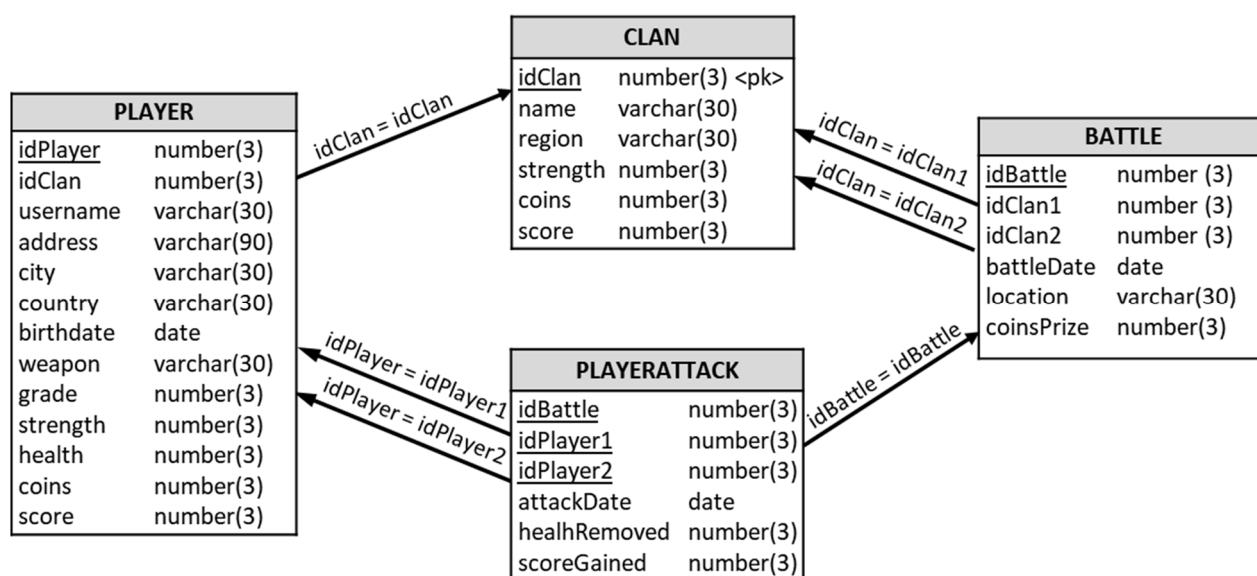 CLAN
idClan number(3) <pk>
name varchar(30)
region varchar(30)
strength number(3)
coins number(3)
score number(3)
PLAYER
idPlayer number(3)
idClan number(3)
username varchar(30)
address varchar(90)
city varchar(30)
country varchar(30)
birthdate date
weapon varchar(30)
grade number(3)
strength number(3)
health number(3)
coins number(3)
score number(3)
idClan = idClan
idClan = idClan1
idClan = idClan2
BATTLE
idBattle number (3)
idClan1 number (3)
idClan2 number (3)
battleDate date
location varchar(30)
coinsPrize number(3)
idPlayer = idPlayer1
idPlayer = idPlayer2
PLAYERATTACK
idBattle number(3)
idPlayer1 number(3)
idPlayer2 number(3)
attackDate date
healhRemoved number(3)
scoreGained number(3)
idBattle = idBattle